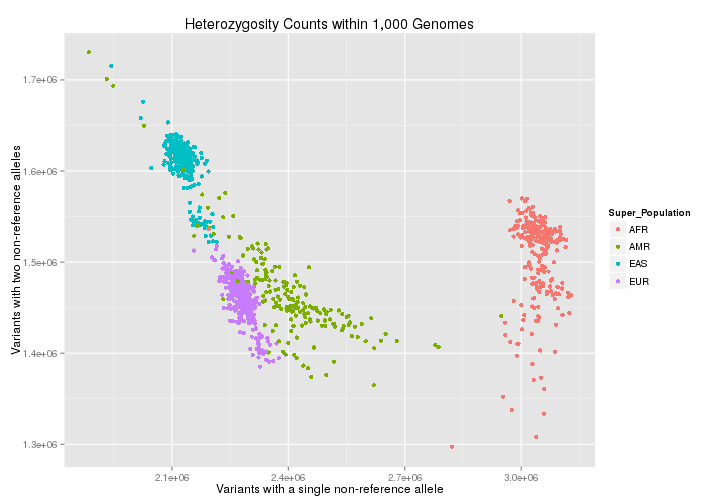 Heterozygosity Counts within 1,000 Genomes
Variants with two non-reference alleles
1.7e+06
1.6e+06
1.5e+06
1.4e+06
1.3e+06
2.1e+06
2.4e+06
2.7e+06
3.0e+06
Variants with a single non-reference allele
Super_Population
AFR
AMR
EAS
EUR